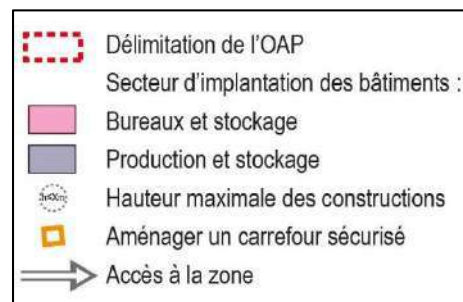 Délimitation de l'OAP
Secteur d'implantation des bâtiments :
Bureaux et stockage
Production et stockage
Hauteur maximale des constructions
Aménager un carrefour sécurisé
Accès à la zone